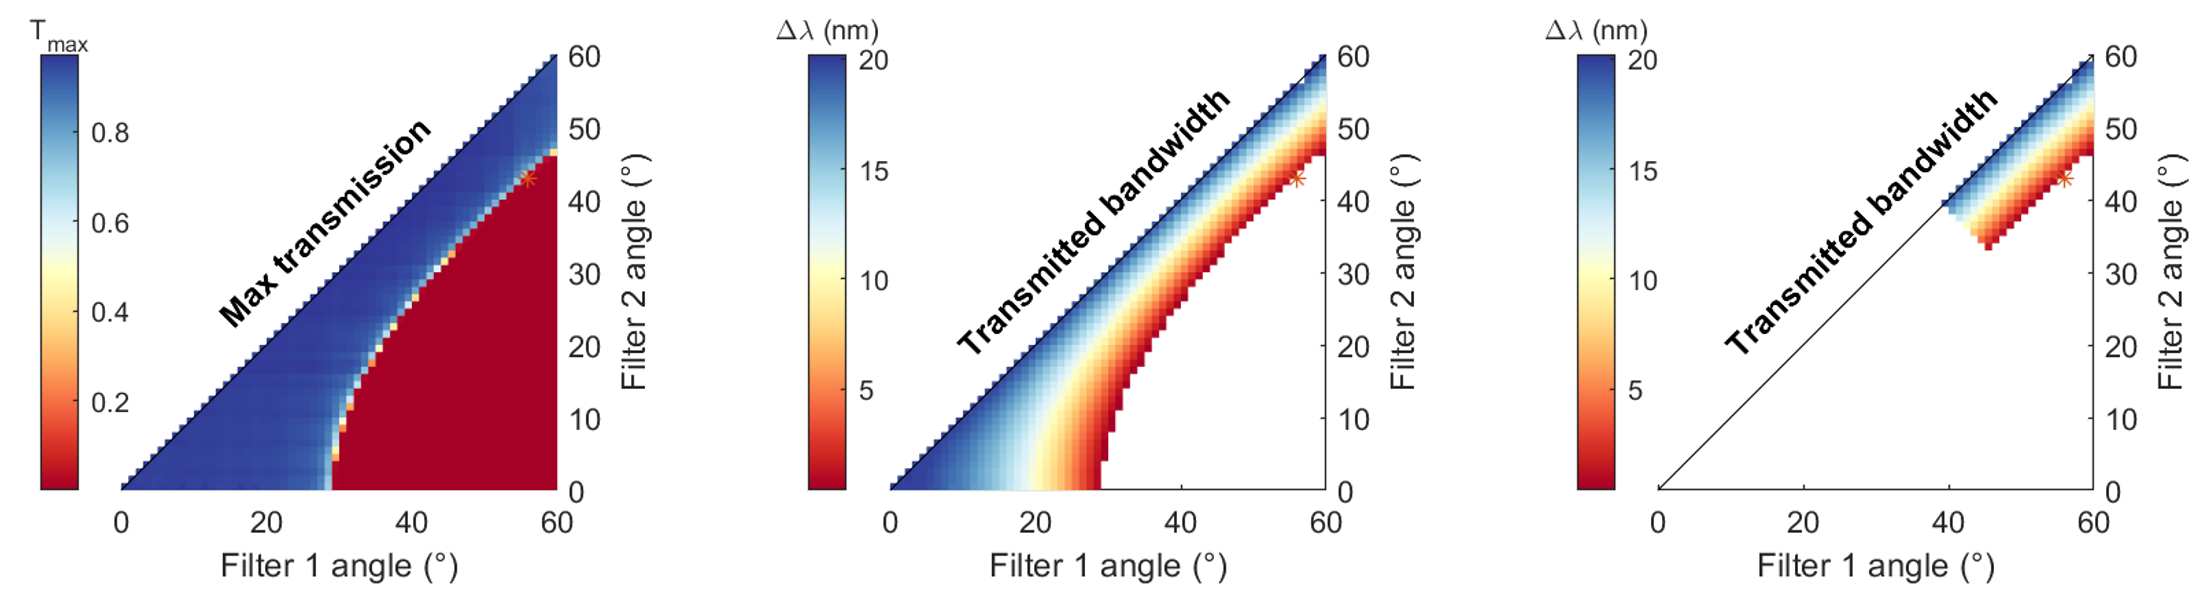 T_max
0.8
0.6
0.4
0.2
Max transmission
60
50
40
30
20
10
0
Filter 2 angle (°)
0 20 40 60
Filter 1 angle (°)
Δλ (nm)
20
15
10
5
Transmitted bandwidth
60
50
40
30
20
10
0
Filter 2 angle (°)
0 20 40 60
Filter 1 angle (°)
Δλ (nm)
20
15
10
5
Transmitted bandwidth
60
50
40
30
20
10
0
Filter 2 angle (°)
0 20 40 60
Filter 1 angle (°)